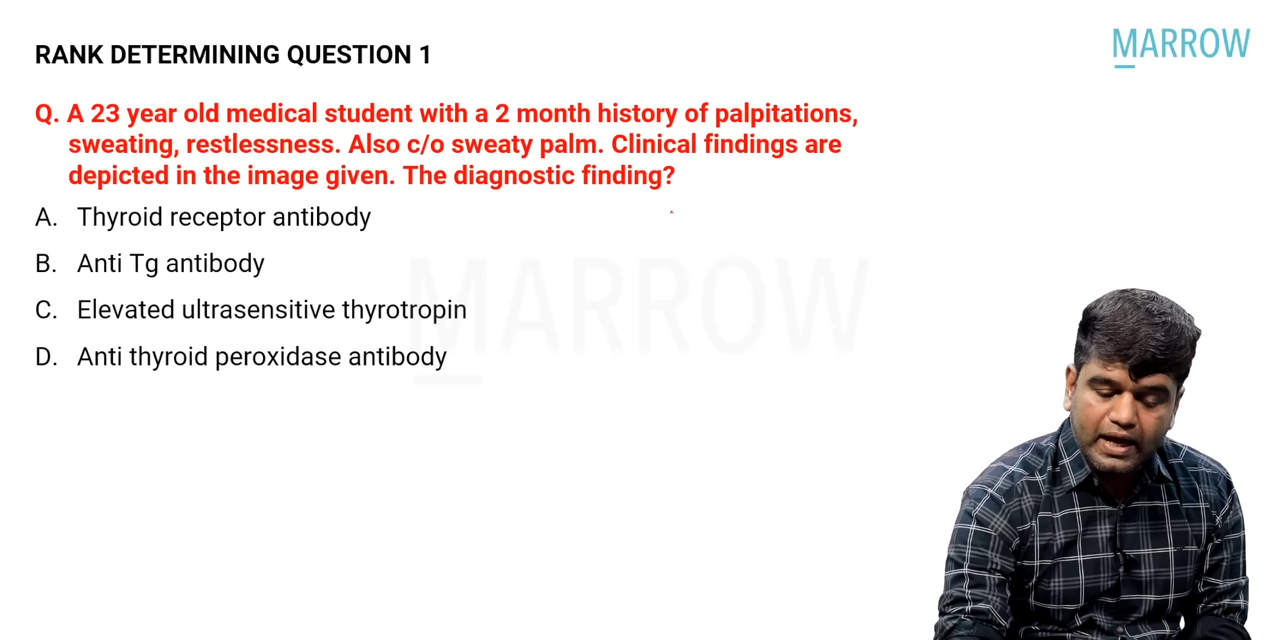 MARROW
RANK DETERMINING QUESTION 1
Q. A 23 year old medical student with a 2 month history of palpitations,
sweating, restlessness. Also c/o sweaty palm. Clinical findings are
depicted in the image given. The diagnostic finding?
A. Thyroid receptor antibody
B. Anti Tg antibody
C. Elevated ultrasensitive thyrotropin
D. Anti thyroid peroxidase antibody
MARROW